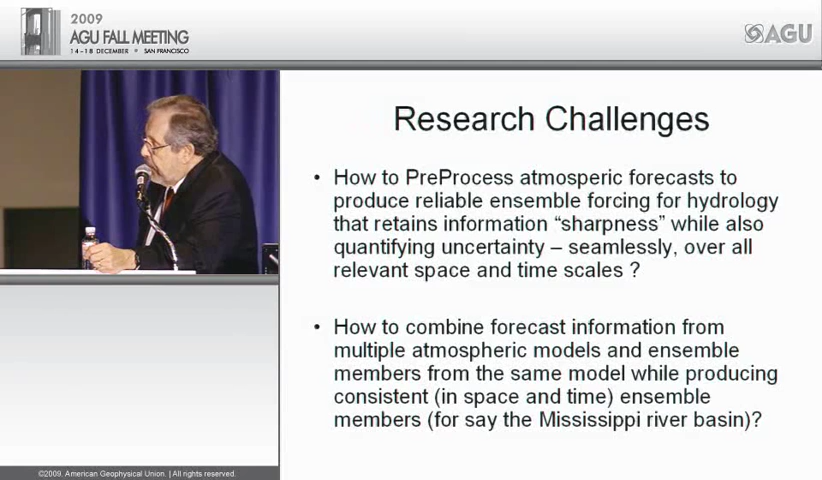 2009
AGU FALL MEETING
14–18 DECEMBER • SAN FRANCISCO
AGU
Research Challenges
• How to PreProcess atmosperic forecasts to
produce reliable ensemble forcing for hydrology
that retains information “sharpness” while also
quantifying uncertainty – seamlessly, over all
relevant space and time scales ?
• How to combine forecast information from
multiple atmospheric models and ensemble
members from the same model while producing
consistent (in space and time) ensemble
members (for say the Mississippi river basin)?
©2009. American Geophysical Union. | All rights reserved.